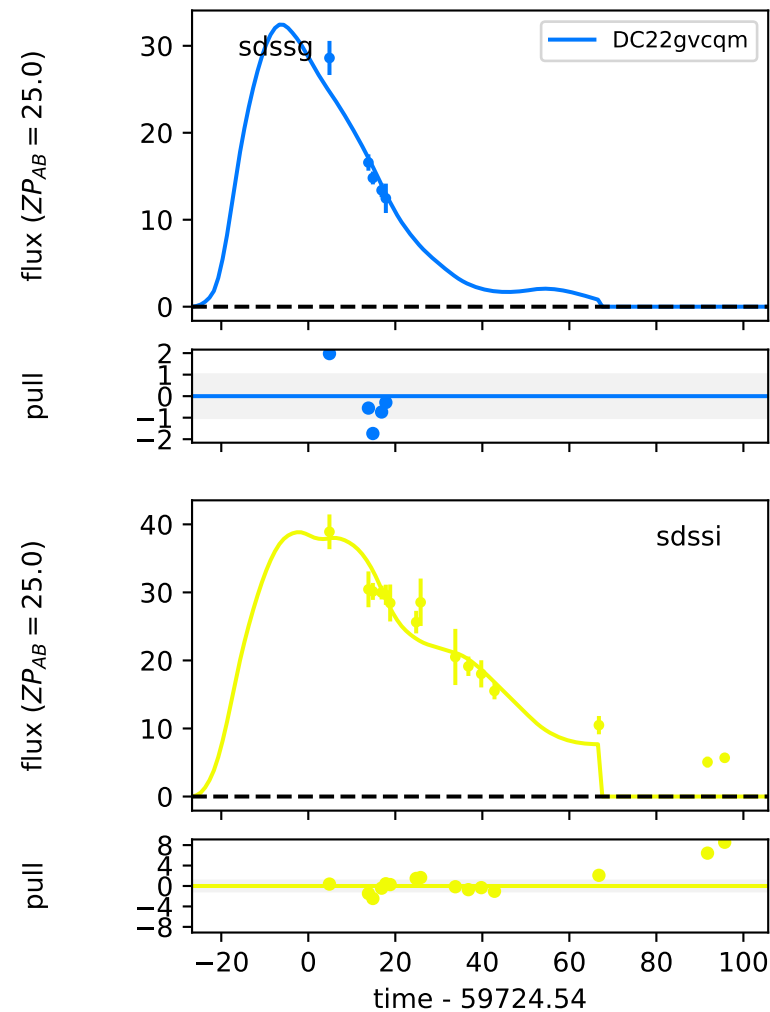 sdssg
DC22gvcqm
flux (ZP_AB = 25.0)
30
20
10
0
pull
2
1
0
−1
−2
sdssi
flux (ZP_AB = 25.0)
40
30
20
10
0
pull
8
4
0
−4
−8
−20 0 20 40 60 80 100
time - 59724.54